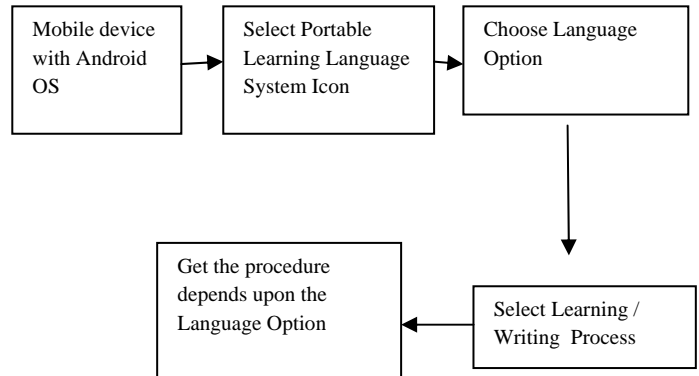 Mobile device
with Android
OS
Select Portable
Learning Language
System Icon
Choose Language
Option
Select Learning /
Writing  Process
Get the procedure
depends upon the
Language Option